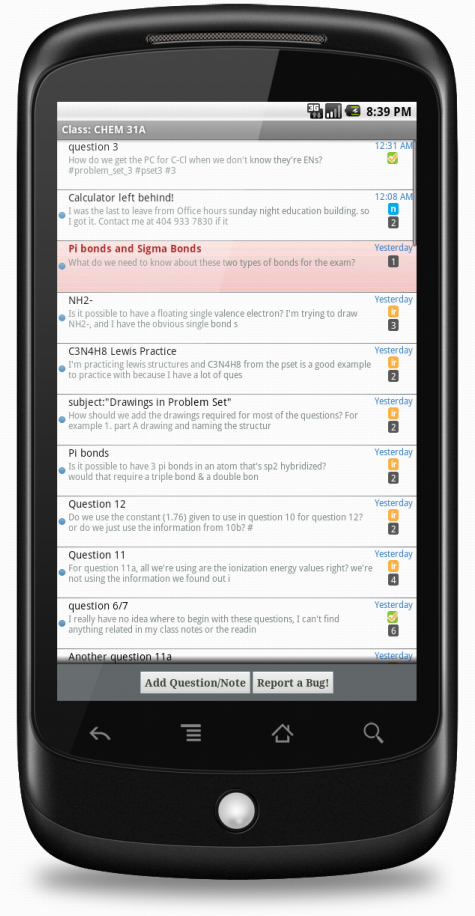 3G
8:39 PM
Class: CHEM 31A
question 3
12:31 AM
How do we get the PC for C-Cl when we don't know they're ENs?
#problem_set_3 #pset3 #3
Calculator left behind!
12:08 AM
I was the last to leave from Office hours sunday night education building. so
n
I got it. Contact me at 404 933 7830 if it
2
Pi bonds and Sigma Bonds
Yesterday
What do we need to know about these two types of bonds for the exam?
1
NH2-
Yesterday
Is it possible to have a floating single valence electron? I'm trying to draw
ir
NH2-, and I have the obvious single bond s
3
C3N4H8 Lewis Practice
Yesterday
I'm practicing lewis structures and C3N4H8 from the pset is a good example
ir
to practice with because I have a lot of ques
2
subject:"Drawings in Problem Set"
Yesterday
How should we add the drawings required for most of the questions? For
ir
example 1. part A drawing and naming the structur
2
Pi bonds
Yesterday
Is it possible to have 3 pi bonds in an atom that's sp2 hybridized?
ir
would that require a triple bond & a double bon
2
Question 12
Yesterday
Do we use the constant (1.76) given to use in question 10 for question 12?
ir
or do we just use the information from 10b? #
2
Question 11
Yesterday
For question 11a, all we're using are the ionization energy values right? we're
ir
not using the information we found out i
4
question 6/7
Yesterday
I really have no idea where to begin with these questions, I can't find
anything related in my class notes or the readin
6
Another question 11a
Yesterday
Add Question/Note
Report a Bug!